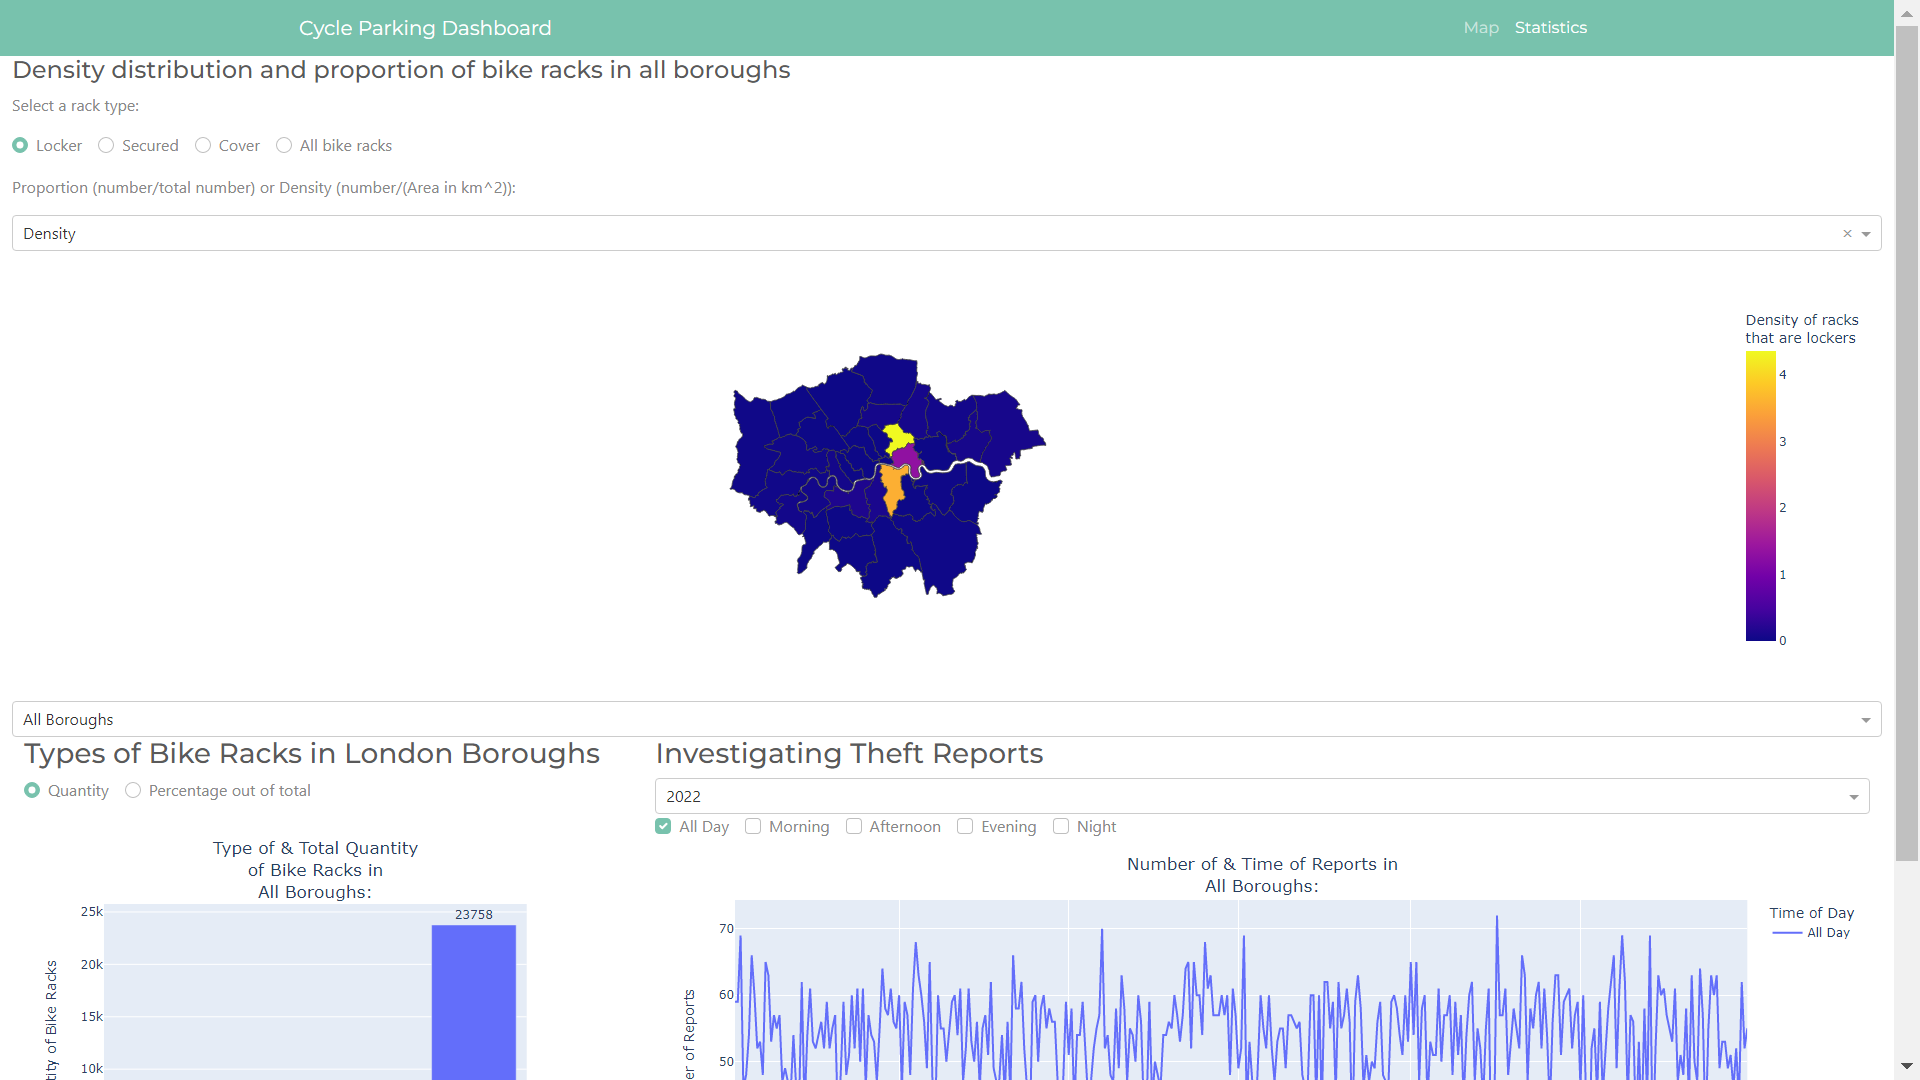 Cycle Parking Dashboard
Map Statistics
Density distribution and proportion of bike racks in all boroughs
Select a rack type:
Locker Secured Cover All bike racks
Proportion (number/total number) or Density (number/(Area in km^2)):
Density ×
Density of racks
that are lockers
4
3
2
1
0
All Boroughs
Types of Bike Racks in London Boroughs
Quantity Percentage out of total
Type of & Total Quantity
of Bike Racks in
All Boroughs:
25k
20k
15k
10k
23758
tity of Bike Racks
Investigating Theft Reports
2022
All Day Morning Afternoon Evening Night
Number of & Time of Reports in
All Boroughs:
70
60
50
er of Reports
Time of Day
All Day